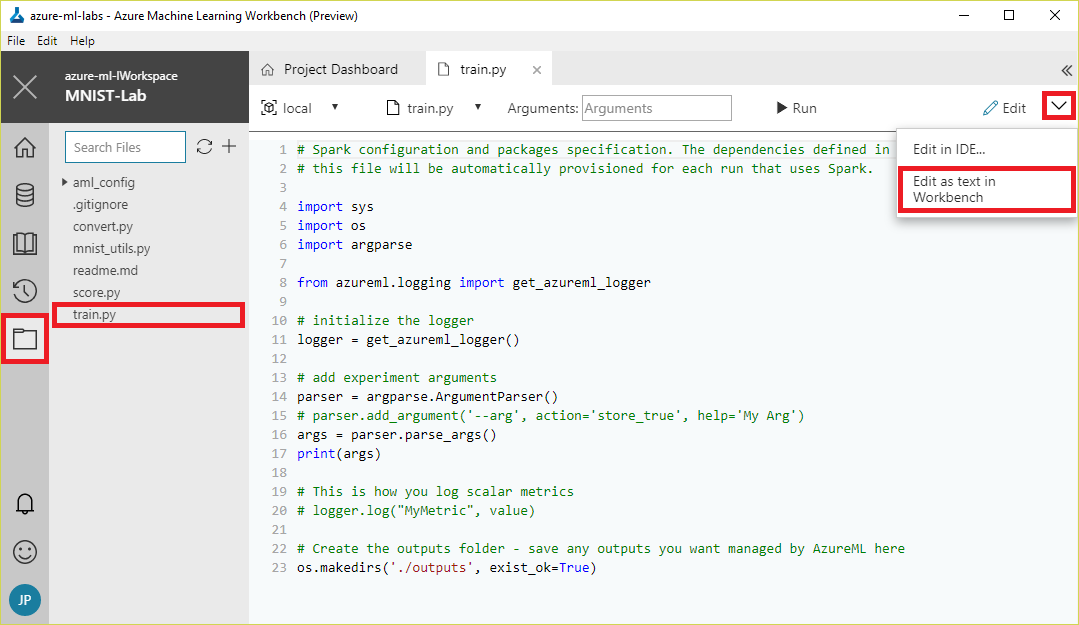 azure-ml-labs - Azure Machine Learning Workbench (Preview)
File Edit Help
azure-ml-lWorkspace
MNIST-Lab
Project Dashboard
train.py
local
train.py
Arguments:
Arguments
Run
Edit
Edit in IDE...
Edit as text in
Workbench
Search Files
aml_config
.gitignore
convert.py
mnist_utils.py
readme.md
score.py
train.py
JP
1 # Spark configuration and packages specification. The dependencies defined in
2 # this file will be automatically provisioned for each run that uses Spark.
3
4 import sys
5 import os
6 import argparse
7
8 from azureml.logging import get_azureml_logger
9
10 # initialize the logger
11 logger = get_azureml_logger()
12
13 # add experiment arguments
14 parser = argparse.ArgumentParser()
15 # parser.add_argument('--arg', action='store_true', help='My Arg')
16 args = parser.parse_args()
17 print(args)
18
19 # This is how you log scalar metrics
20 # logger.log("MyMetric", value)
21
22 # Create the outputs folder - save any outputs you want managed by AzureML here
23 os.makedirs('./outputs', exist_ok=True)